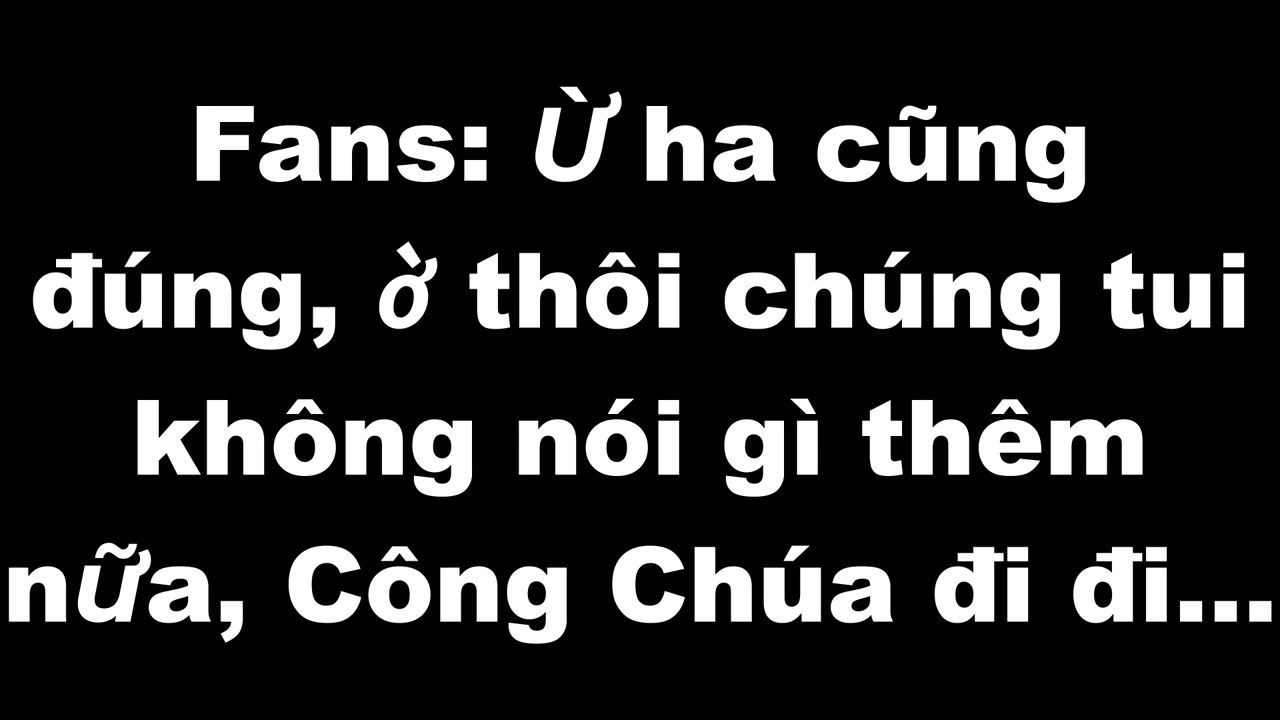 Fans: Ừ ha cũng
đúng, ờ thôi chúng tui
không nói gì thêm
nữa, Công Chúa đi đi...